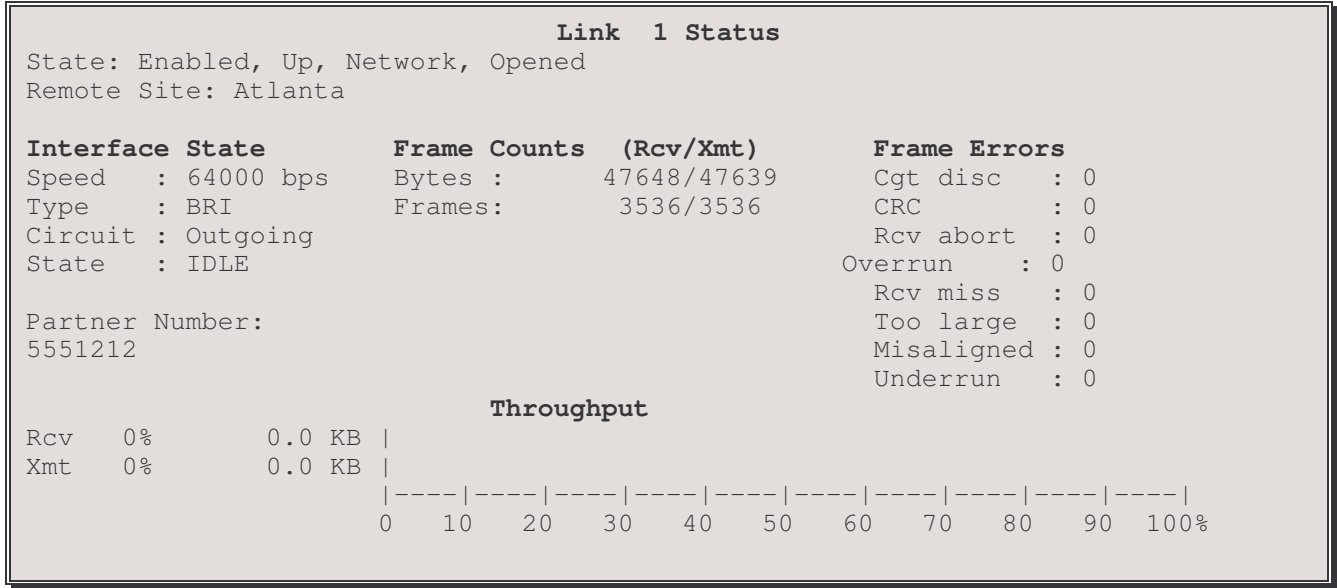 Link  1 Status
State: Enabled, Up, Network, Opened
Remote Site: Atlanta
Interface State        Frame Counts  (Rcv/Xmt)       Frame Errors
Speed   : 64000 bps    Bytes :      47648/47639      Cgt disc   : 0
Type    : BRI          Frames:       3536/3536       CRC        : 0
Circuit : Outgoing                                   Rcv abort  : 0
State   : IDLE                                     Overrun    : 0
                                                     Rcv miss   : 0
Partner Number:                                      Too large  : 0
5551212                                              Misaligned : 0
                                                     Underrun   : 0
Throughput
Rcv   0%       0.0 KB |
Xmt   0%       0.0 KB |
|----|----|----|----|----|----|----|----|----|----|
0   10   20   30   40   50   60   70   80   90  100%